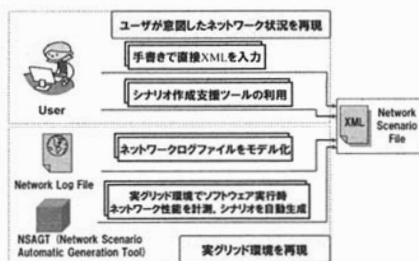 ユーザが意図したネットワーク状況を再現
手書きで直接XMLを入力
シナリオ作成支援ツールの利用
User
XML
Network
Scenario
File
ネットワークログファイルをモデル化
Network Log File
実グリッド環境でソフトウェア実行時
ネットワーク性能を計測、シナリオを自動生成
NSAGT (Network Scenario
Automatic Generation Tool)
実グリッド環境を再現